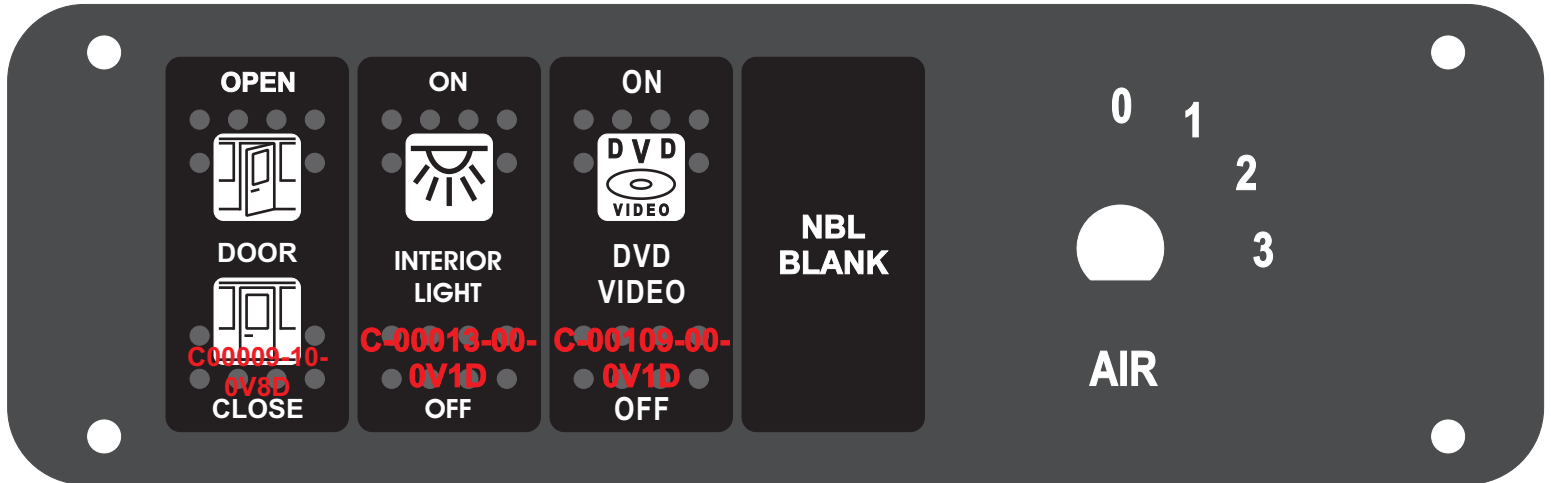 OPEN
DOOR
C00009-10-
0V8D
CLOSE
ON
INTERIOR
LIGHT
C-00013-00-
0V1D
OFF
ON
DVD
VIDEO
DVD
VIDEO
C-00109-00-
0V1D
OFF
NBL
BLANK
0
1
2
3
AIR